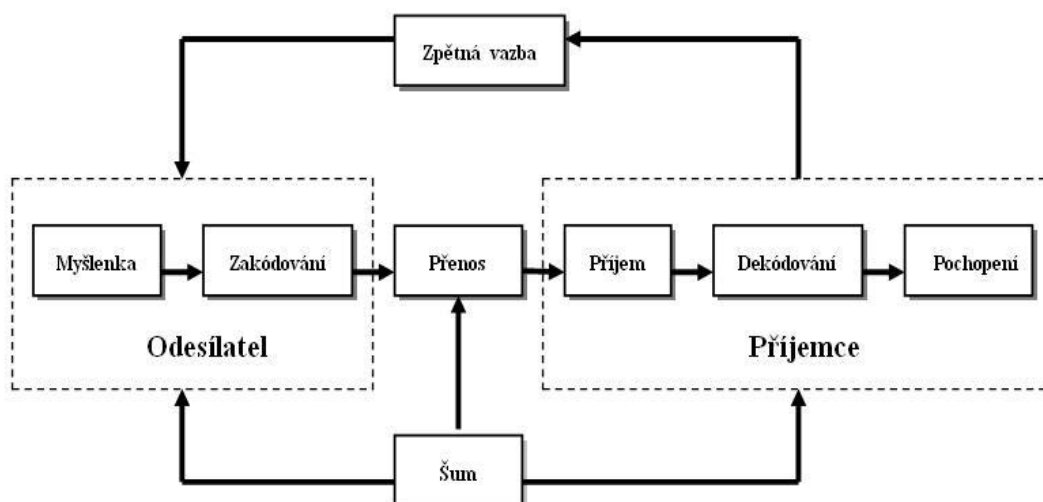 Zpětná vazba
Myšlenka
Zakódování
Přenos
Příjem
Dekódování
Pochopení
Odesílatel
Příjemce
Šum